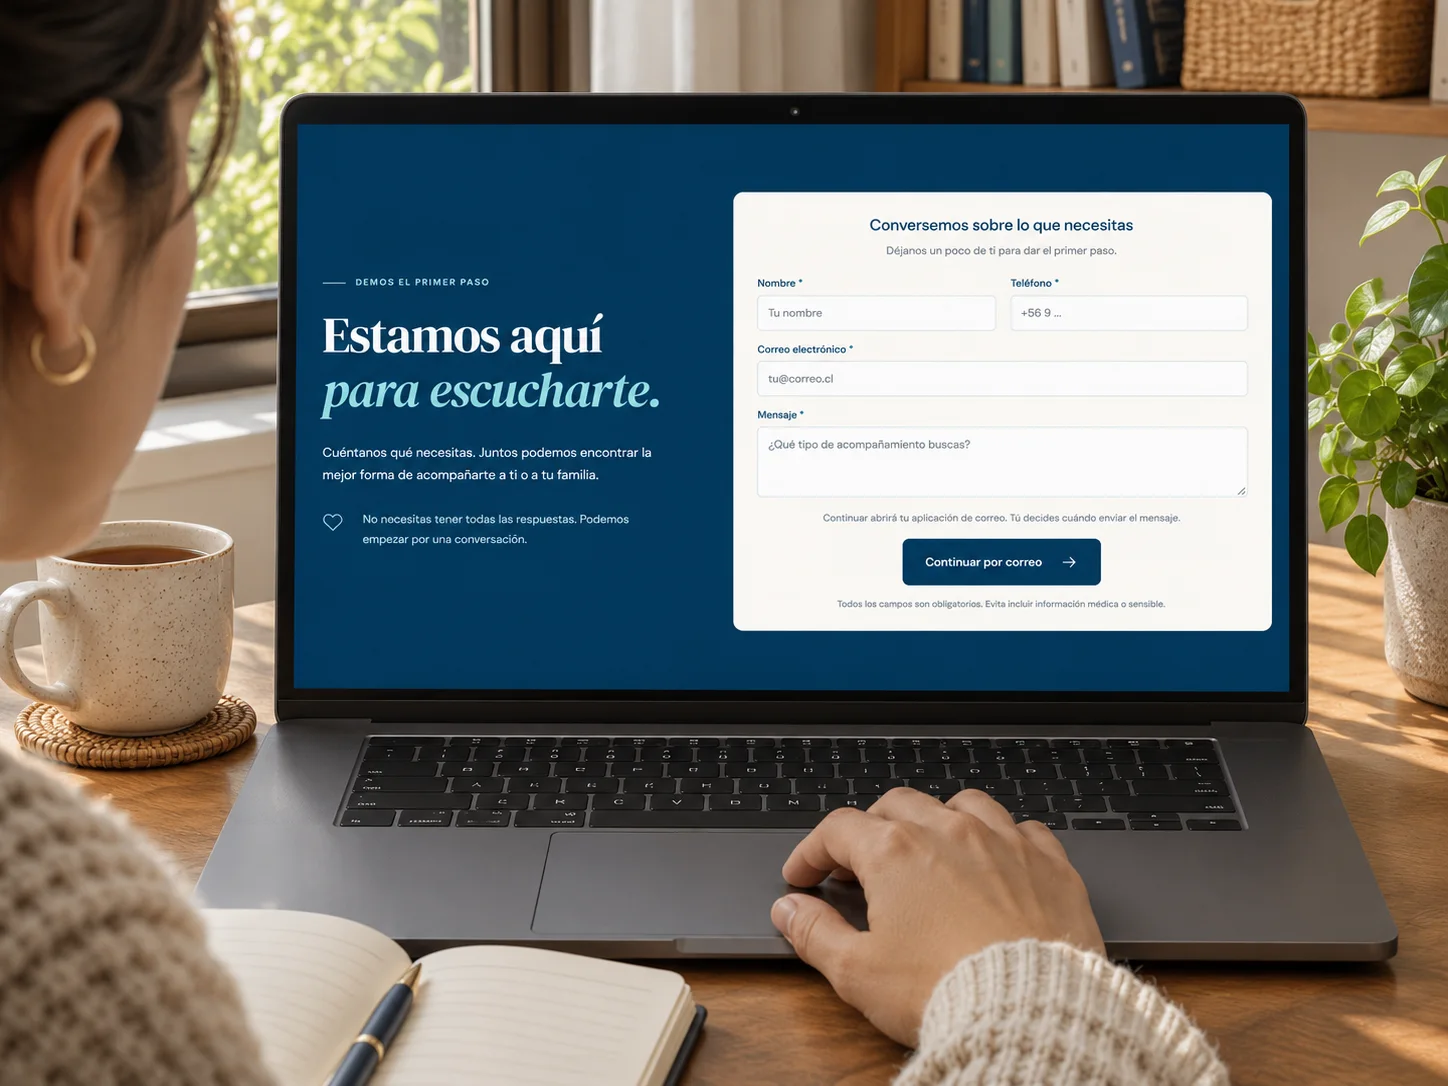 DEMOS EL PRIMER PASO
Estamos aquí
para escucharte.
Cuéntanos qué necesitas. Juntos podemos encontrar la
mejor forma de acompañarte a ti o a tu familia.
No necesitas tener todas las respuestas. Podemos
empezar por una conversación.
Conversemos sobre lo que necesitas
Déjanos un poco de ti para dar el primer paso.
Nombre * Teléfono *
Tu nombre +56 9 ...
Correo electrónico *
tu@correo.cl
Mensaje *
¿Qué tipo de acompañamiento buscas?
Continuar abrirá tu aplicación de correo. Tú decides cuándo enviar el mensaje.
Continuar por correo →
Todos los campos son obligatorios. Evita incluir información médica o sensible.